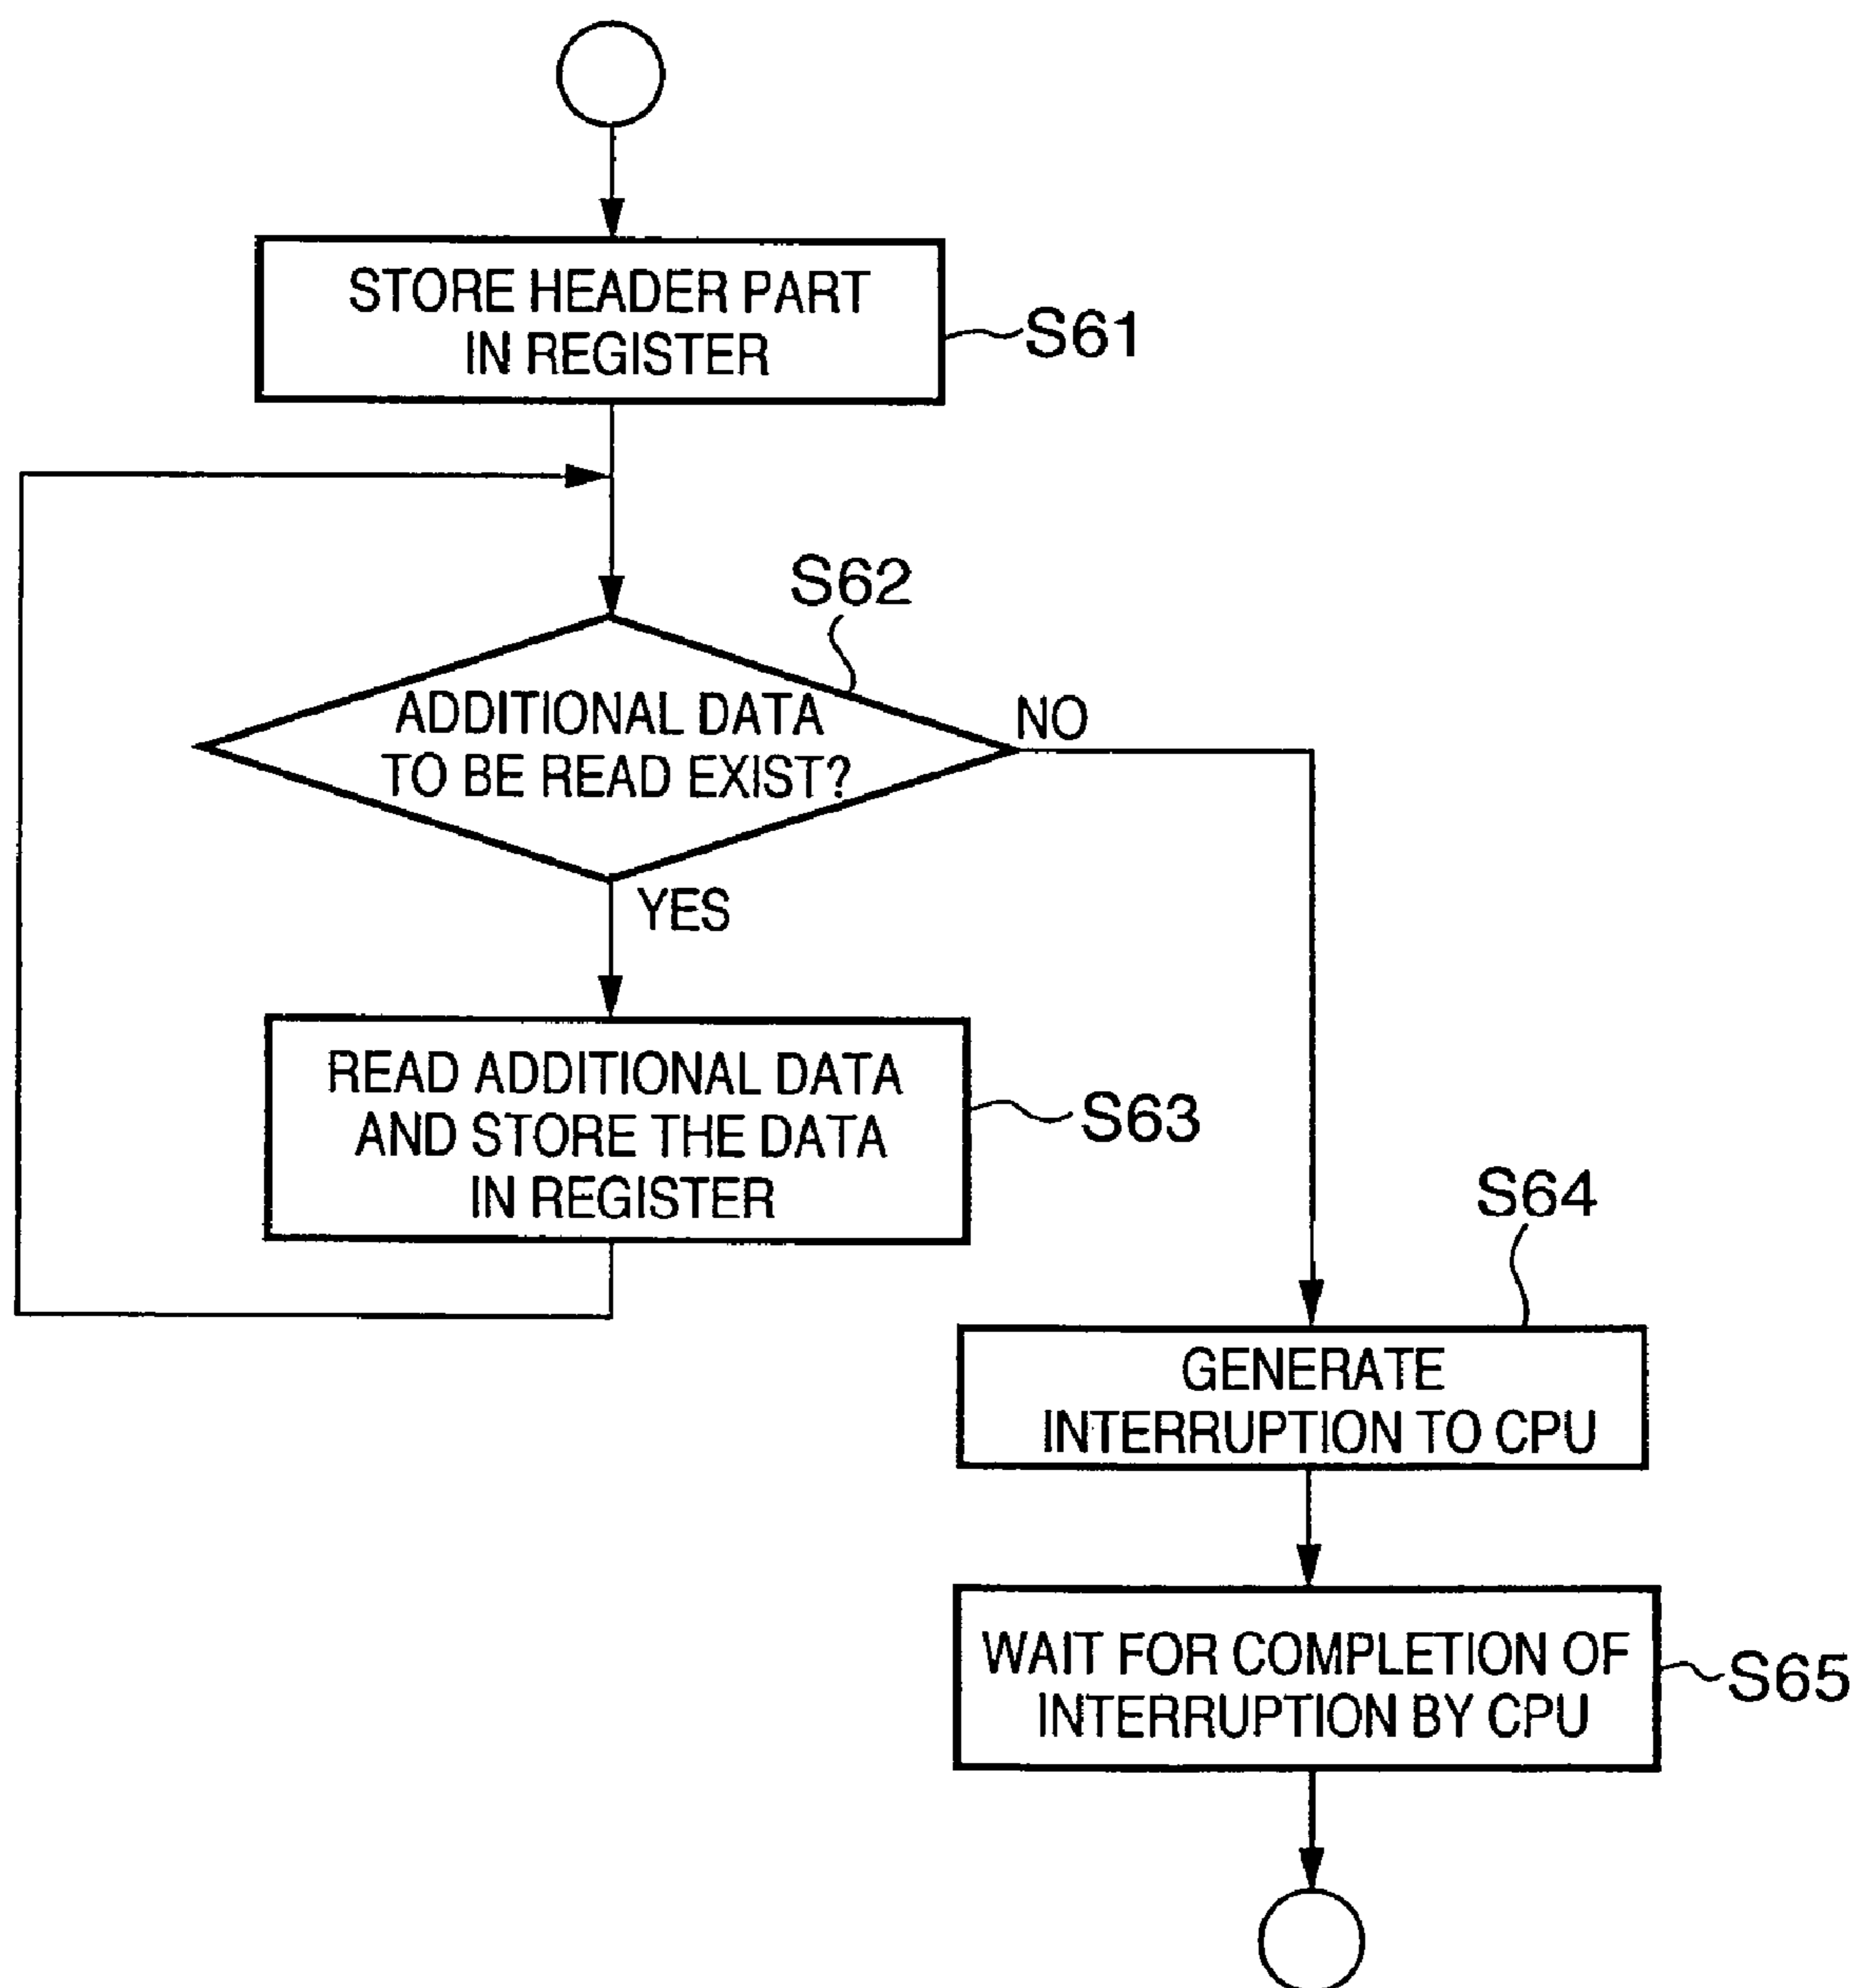 STORE HEADER PART
IN REGISTER
S61
S62
ADDITIONAL DATA
TO BE READ EXIST?
NO
YES
READ ADDITIONAL DATA
AND STORE THE DATA
IN REGISTER
S63
S64
GENERATE
INTERRUPTION TO CPU
WAIT FOR COMPLETION OF
INTERRUPTION BY CPU
S65